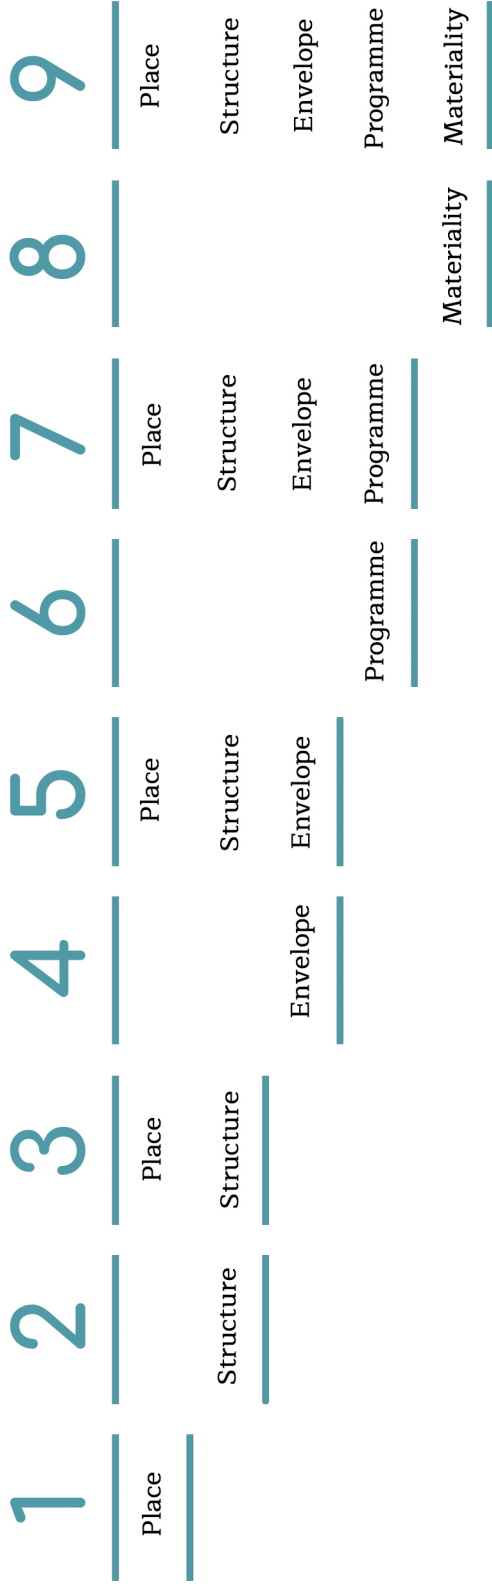 1
Place
2
Structure
3
Place
Structure
4
Envelope
5
Place
Structure
Envelope
6
Programme
7
Place
Structure
Envelope
Programme
8
Materiality
9
Place
Structure
Envelope
Programme
Materiality